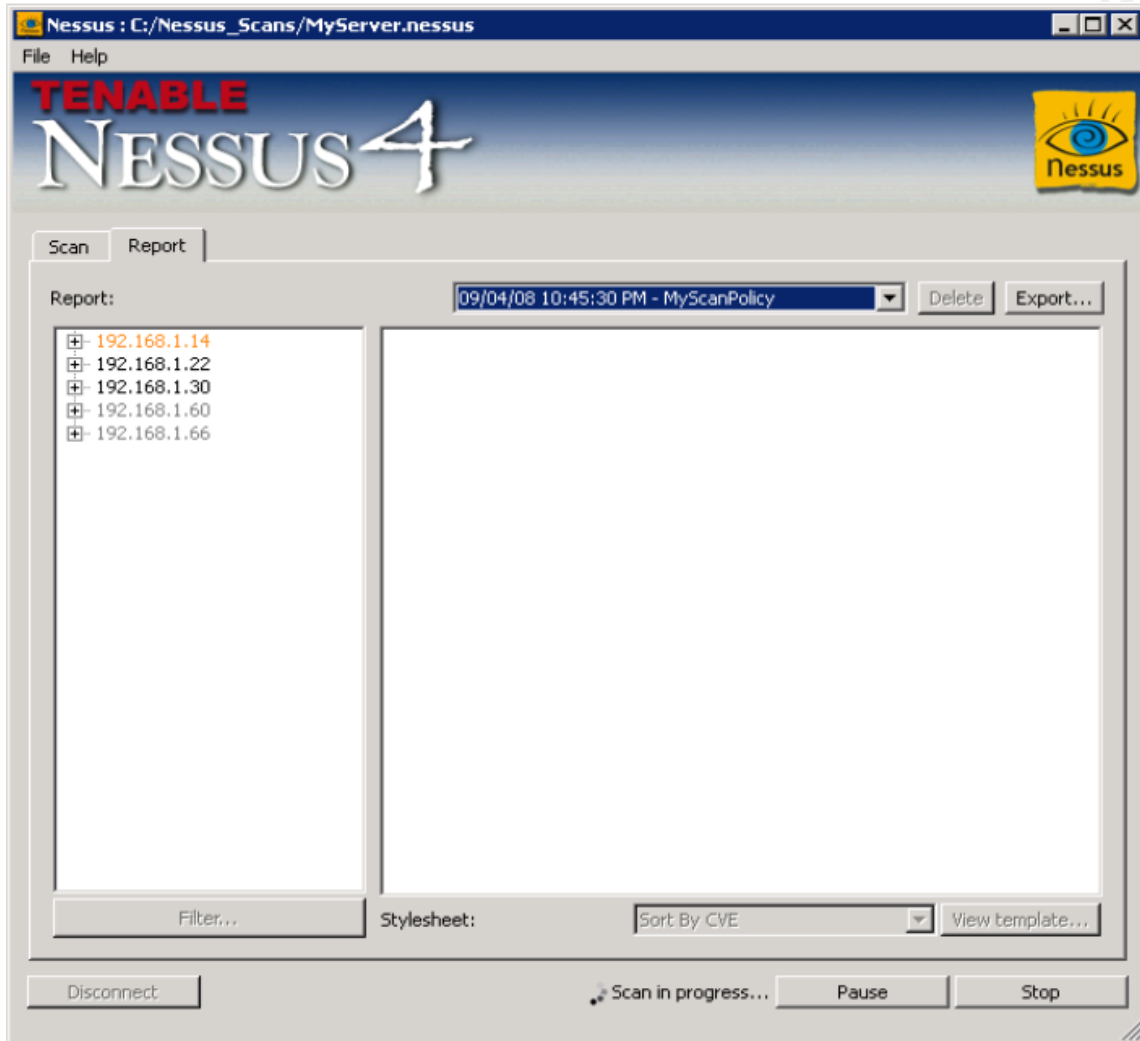 Nessus : C:/Nessus_Scans/MyServer.nessus
File Help
TENABLE
NESSUS 4
nessus
Scan Report
Report: 09/04/08 10:45:30 PM - MyScanPolicy Delete Export...
192.168.1.14
192.168.1.22
192.168.1.30
192.168.1.60
192.168.1.66
Filter... Stylesheet: Sort By CVE View template...
Disconnect Scan in progress... Pause Stop